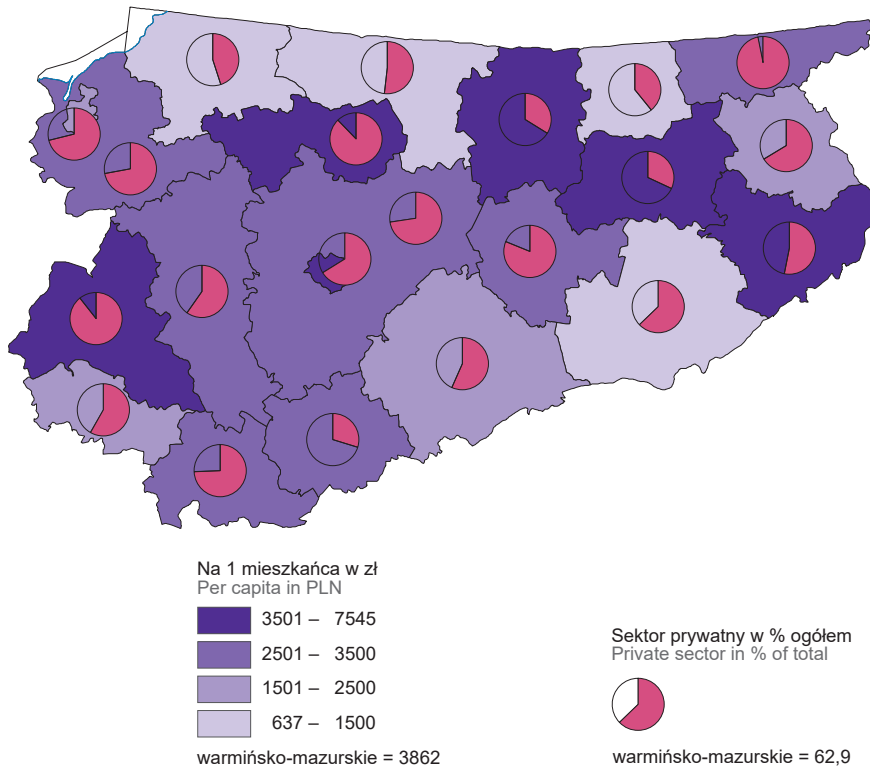 Na 1 mieszkańca w zł
Per capita in PLN
3501 – 7545
2501 – 3500
1501 – 2500
637 – 1500
warmińsko-mazurskie = 3862
Sektor prywatny w % ogółem
Private sector in % of total
warmińsko-mazurskie = 62,9